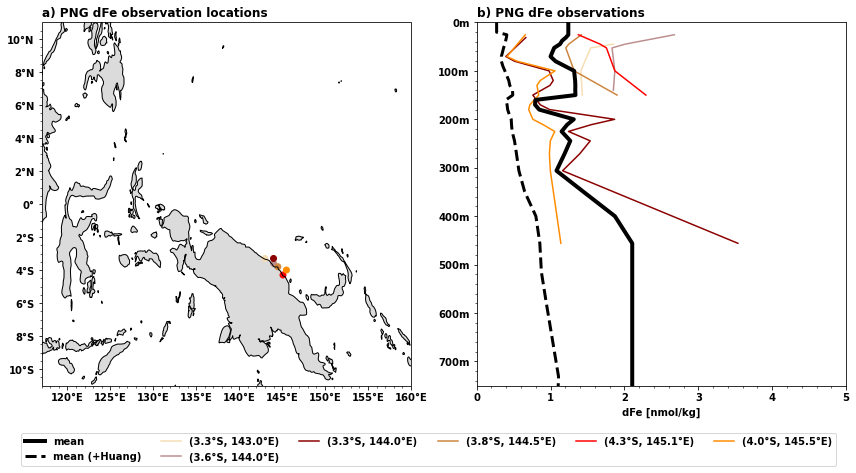 a) PNG dFe observation locations
10°N
8°N
6°N
4°N
2°N
0°
2°S
4°S
6°S
8°S
10°S
120°E 125°E 130°E 135°E 140°E 145°E 150°E 155°E 160°E
b) PNG dFe observations
0m
100m
200m
300m
400m
500m
600m
700m
0 1 2 3 4 5
dFe [nmol/kg]
mean (3.3°S, 143.0°E) (3.3°S, 144.0°E) (3.8°S, 144.5°E) (4.3°S, 145.1°E) (4.0°S, 145.5°E)
mean (+Huang) (3.6°S, 144.0°E)